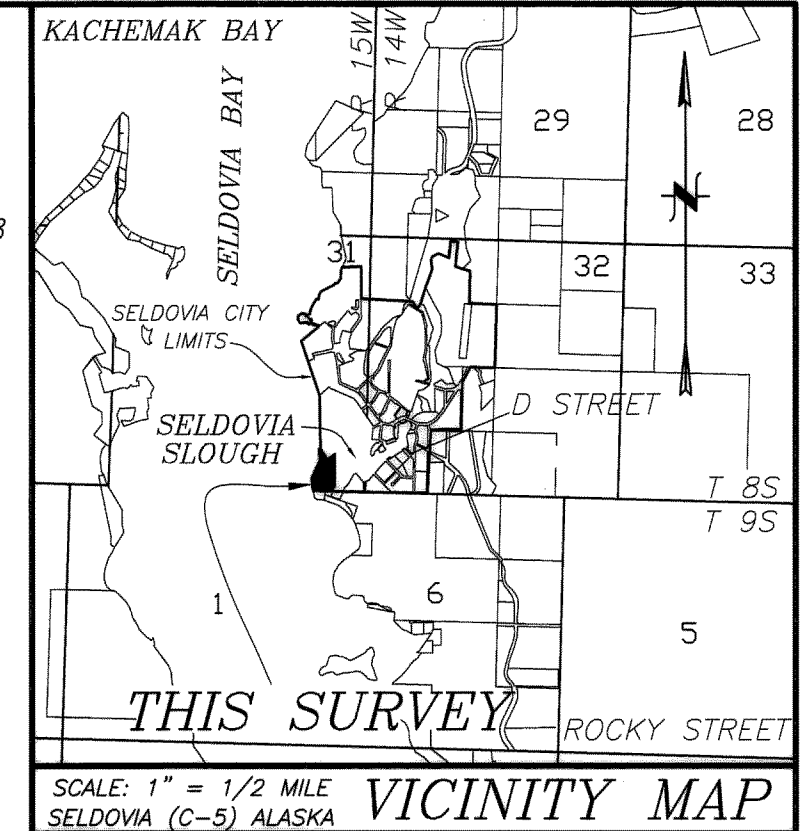 KACHEMAK BAY
15W
14W
SELDOVIA BAY
29
28
N
31
32
33
SELDOVIA CITY
LIMITS
D STREET
SELDOVIA
SLOUGH
T 8S
T 9S
1
6
5
THIS SURVEY
ROCKY STREET
SCALE: 1" = 1/2 MILE
SELDOVIA (C-5) ALASKA
VICINITY MAP